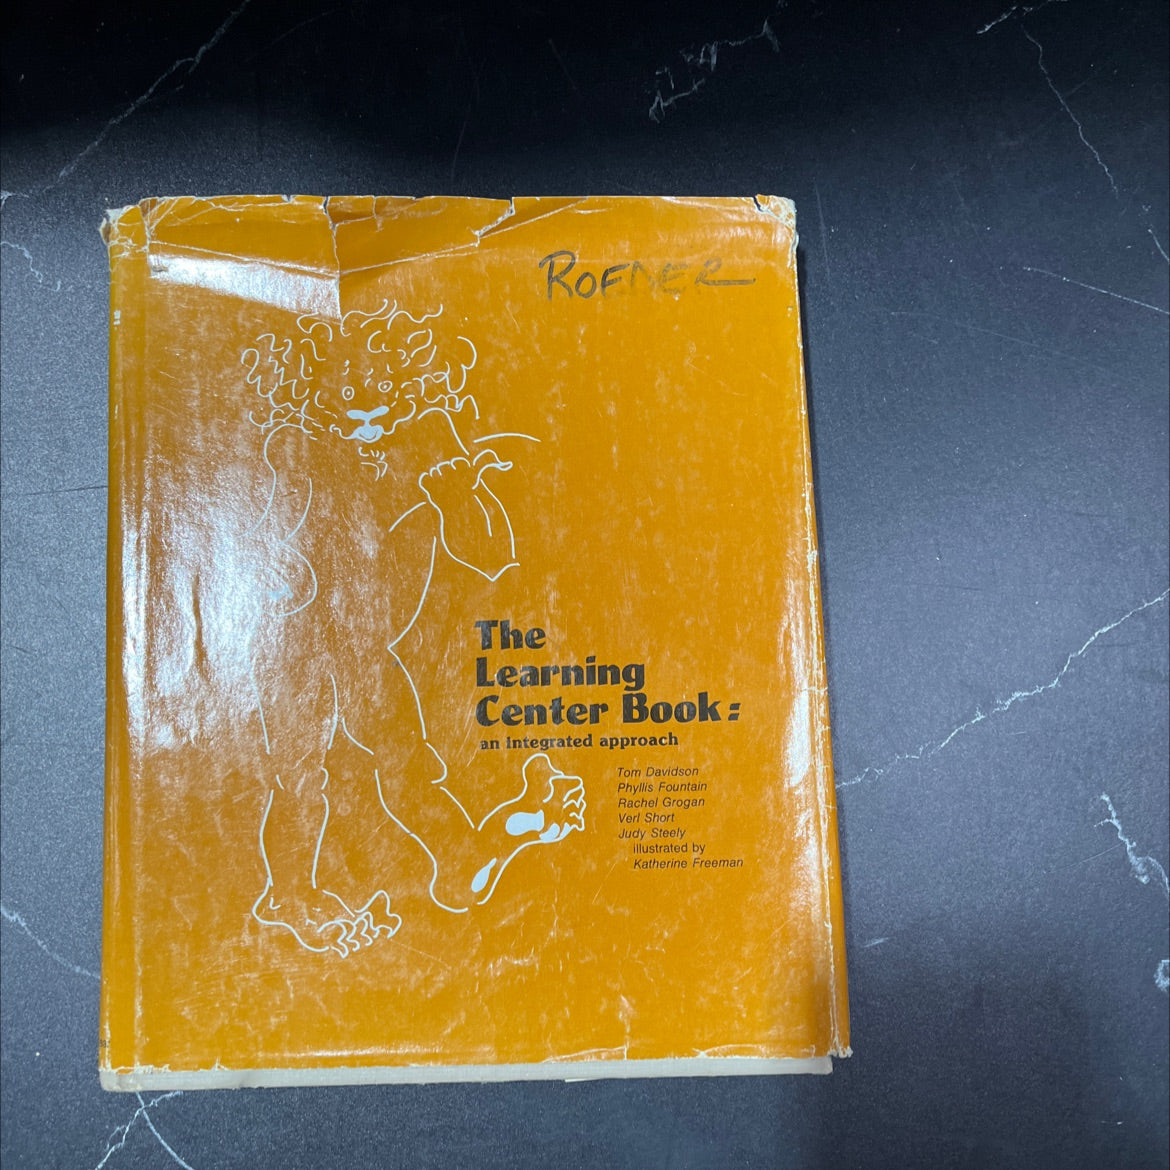 ROEDER
The
Learning
Center Book:
an integrated approach
Tom Davidson
Phyllis Fountain
Rachel Grogan
Verl Short
Judy Steely
illustrated by
Katherine Freeman